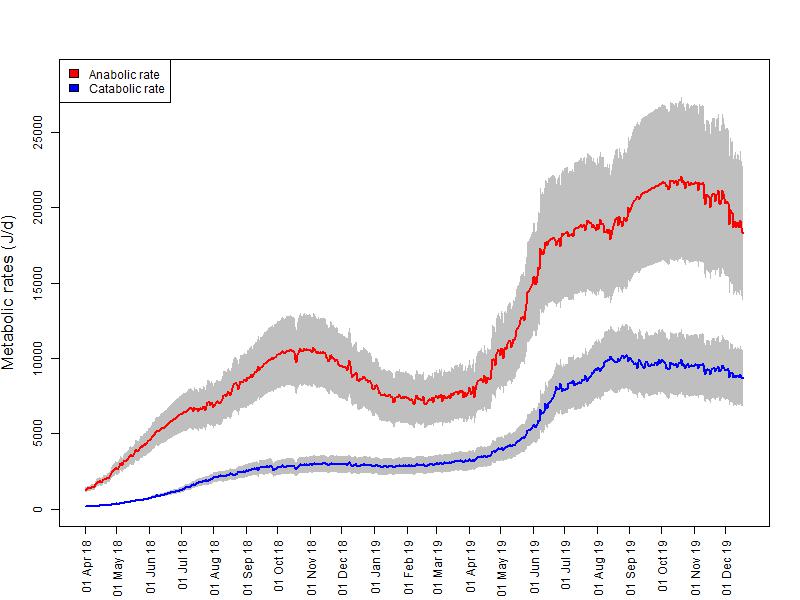 Anabolic rate
Catabolic rate
Metabolic rates (J/d)
25000
20000
15000
10000
5000
0
01 Apr 18
01 May 18
01 Jun 18
01 Jul 18
01 Aug 18
01 Sep 18
01 Oct 18
01 Nov 18
01 Dec 18
01 Jan 19
01 Feb 19
01 Mar 19
01 Apr 19
01 May 19
01 Jun 19
01 Jul 19
01 Aug 19
01 Sep 19
01 Oct 19
01 Nov 19
01 Dec 19